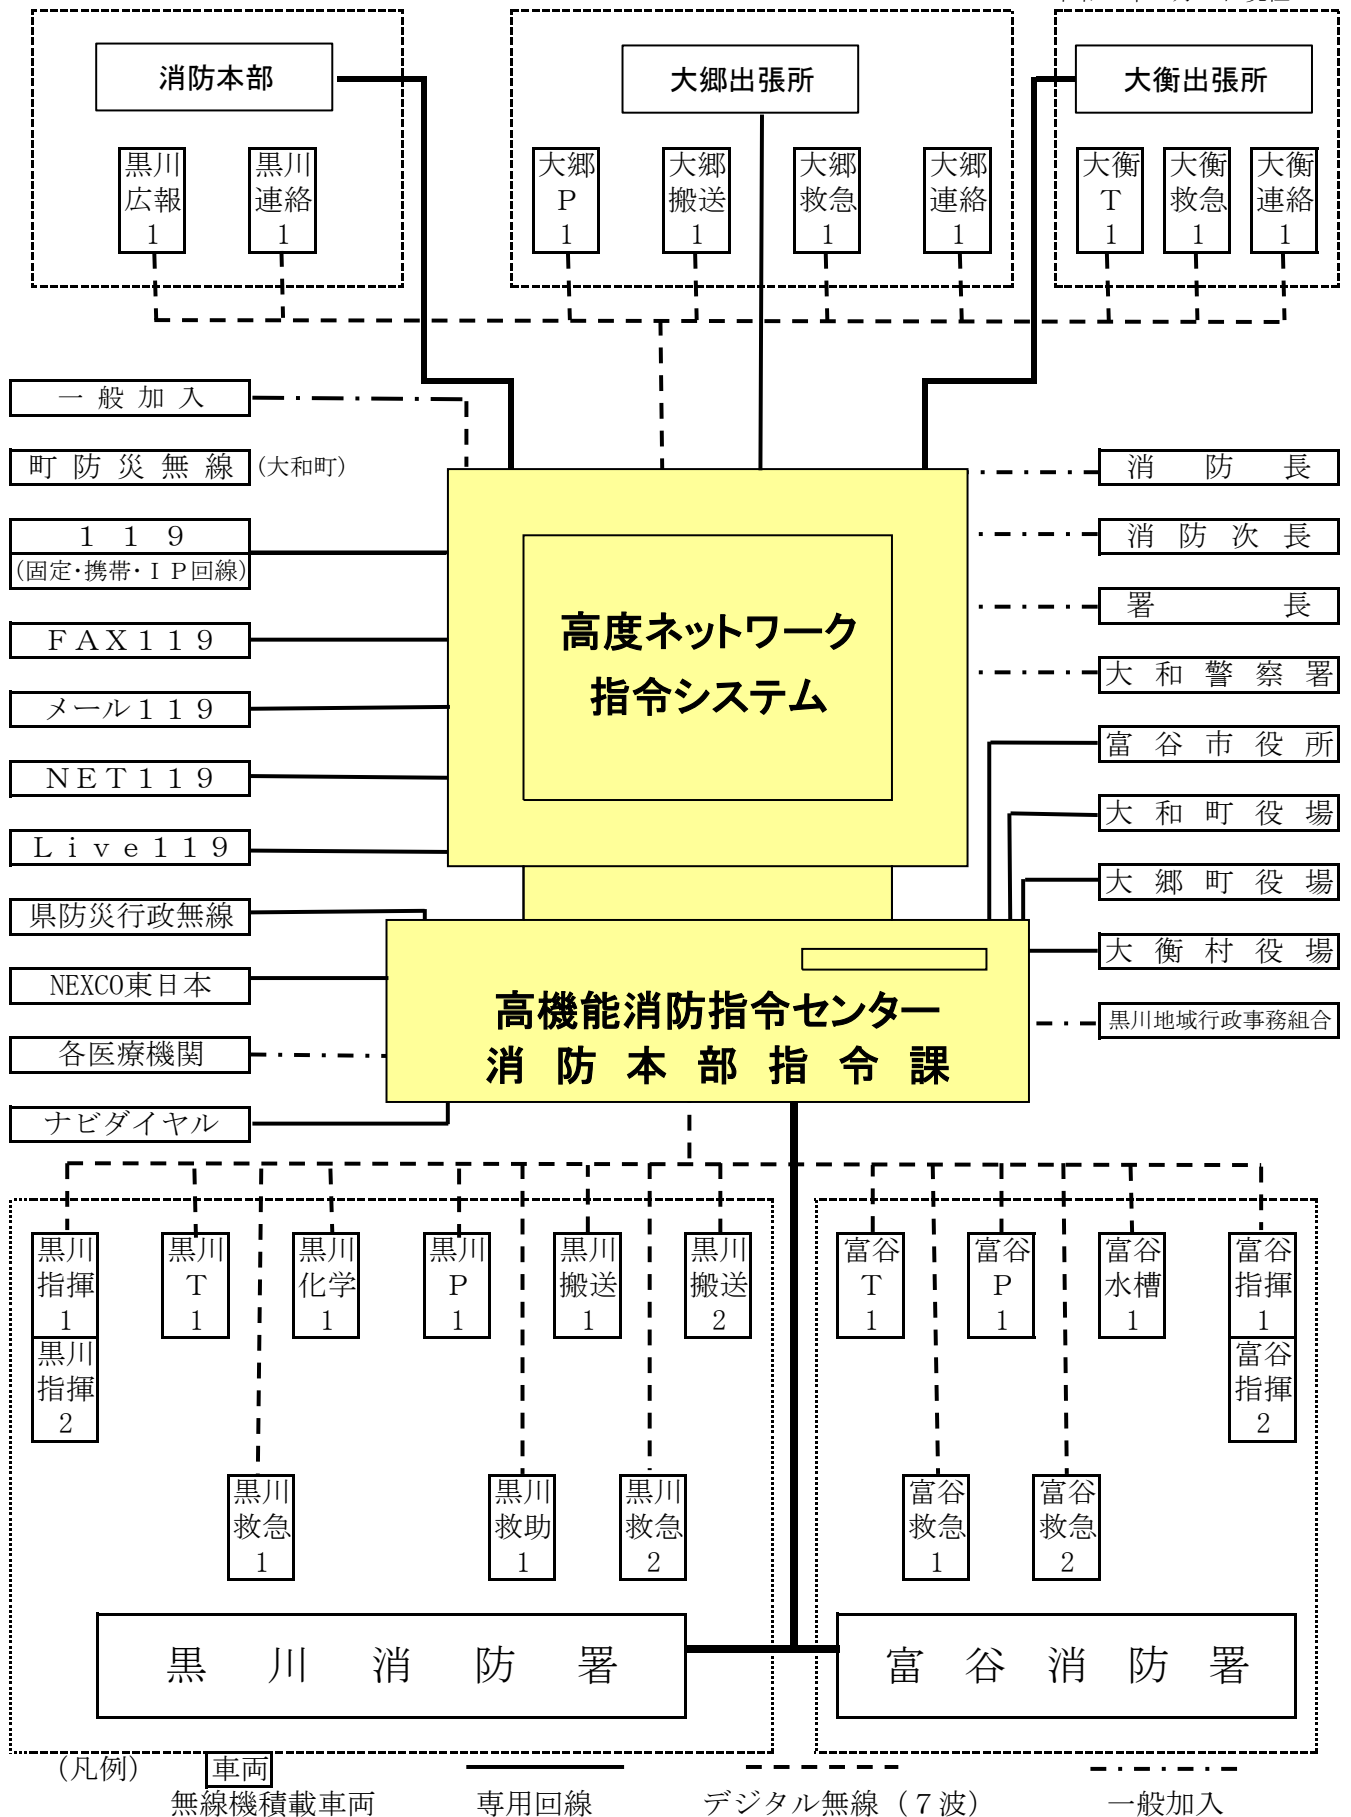 消防本部
大郷出張所
大衡出張所
黒川
広報
1
黒川
連絡
1
大郷
P
1
大郷
搬送
1
大郷
救急
1
大郷
連絡
1
大衡
T
1
大衡
救急
1
大衡
連絡
1
一般加入
町防災無線
(大和町)
119
(固定・携帯・IP回線)
FAX119
メール119
NET119
Live119
県防災行政無線
NEXCO東日本
各医療機関
ナビダイヤル
高度ネットワーク
指令システム
高機能消防指令センター
消防本部指令課
消防長
消防次長
署長
大和警察署
富谷市役所
大和町役場
大郷町役場
大衡村役場
黒川地域行政事務組合
黒川
指揮
1
黒川
指揮
2
黒川
T
1
黒川
化学
1
黒川
P
1
黒川
搬送
1
黒川
搬送
2
富谷
T
1
富谷
P
1
富谷
水槽
1
富谷
指揮
1
富谷
指揮
2
黒川
救急
1
黒川
救助
1
黒川
救急
2
富谷
救急
1
富谷
救急
2
黒川消防署
富谷消防署
(凡例)
車両
無線機積載車両
専用回線
デジタル無線(7波)
一般加入